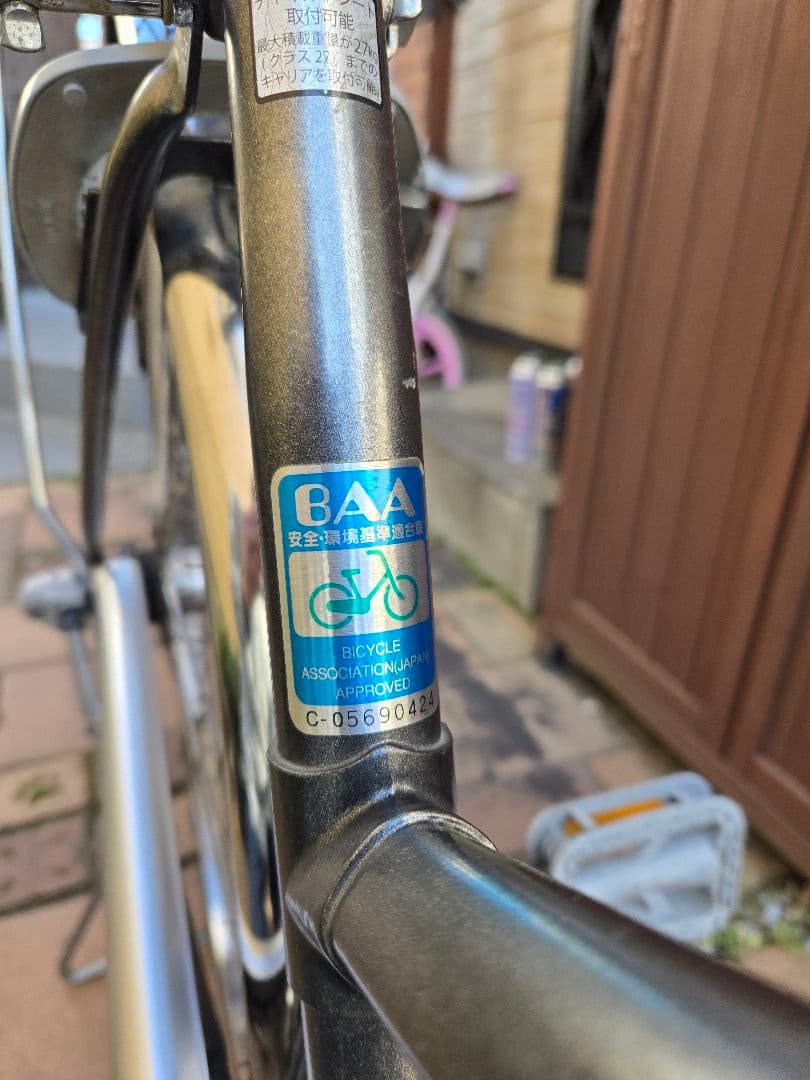 取付可能
最大積載重量が27kg
(クラス27)までの
キャリアを取付可能。
BAA
安全・環境基準適合車
BICYCLE
ASSOCIATION(JAPAN)
APPROVED
C-05690424